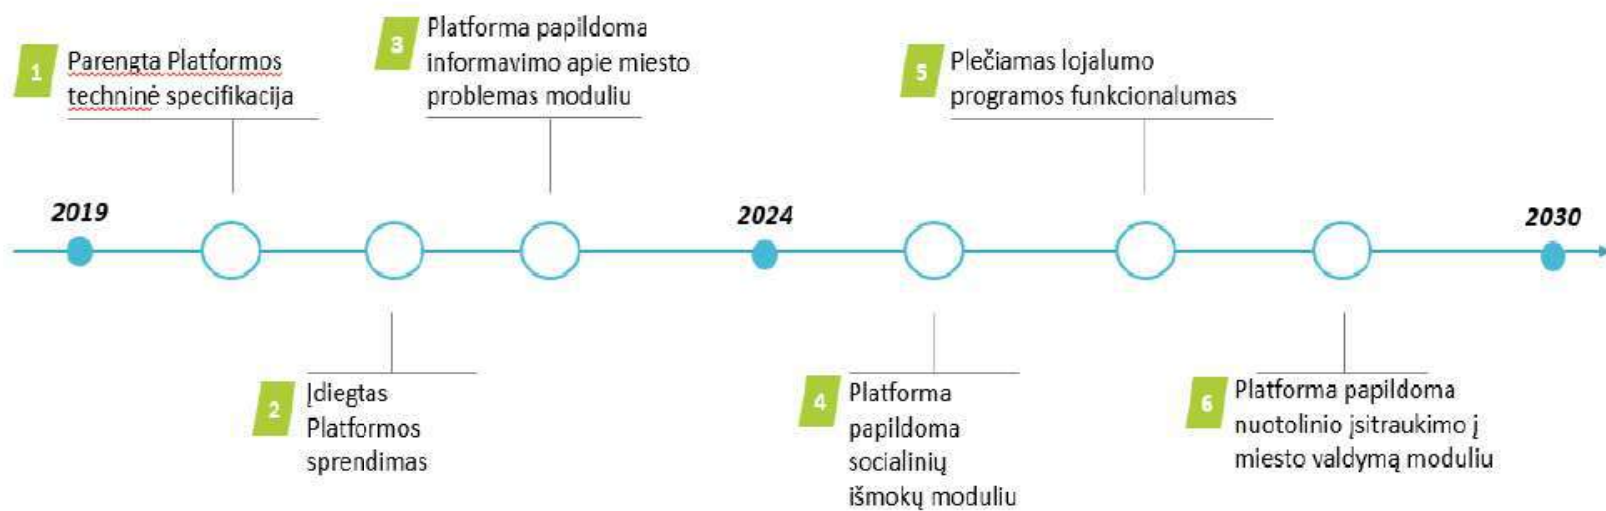 1
Parengta Platformos
techninė specifikacija
3
Platforma papildoma
informavimo apie miesto
problemas moduliu
5
Plečiamas lojalumo
programos funkcionalumas
2019
2024
2030
2
Įdiegtas
Platformos
sprendimas
4
Platforma
papildoma
socialinių
išmokų moduliu
6
Platforma papildoma
nuotolinio įsitraukimo į
miesto valdymą moduliu